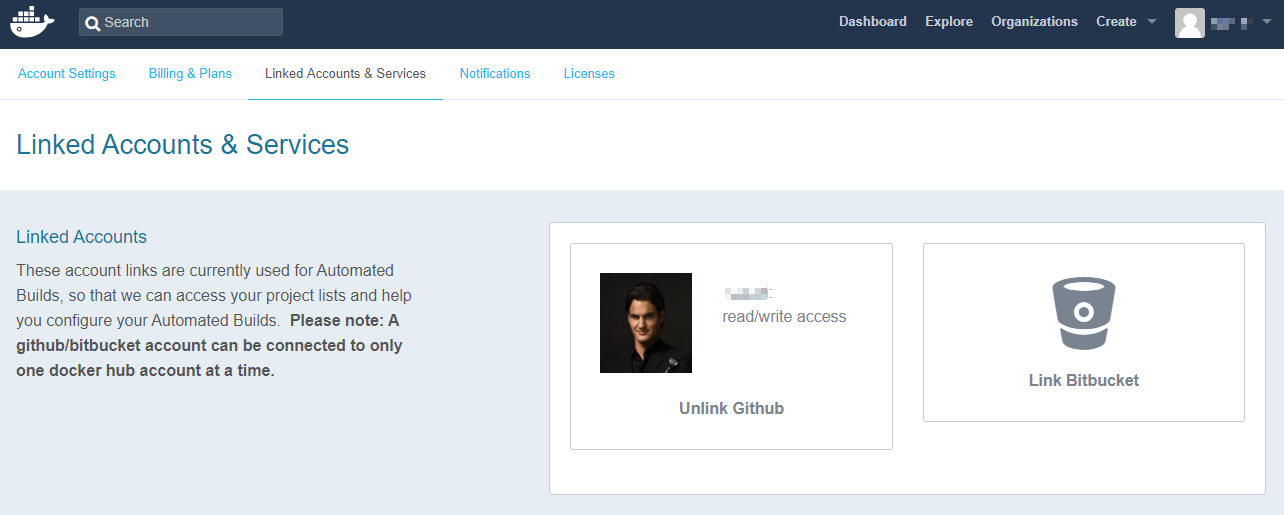 Search
Dashboard Explore Organizations Create
Account Settings Billing & Plans Linked Accounts & Services Notifications Licenses
Linked Accounts & Services
Linked Accounts
These account links are currently used for Automated
Builds, so that we can access your project lists and help
you configure your Automated Builds. Please note: A
github/bitbucket account can be connected to only
one docker hub account at a time.
:
read/write access
Unlink Github
Link Bitbucket